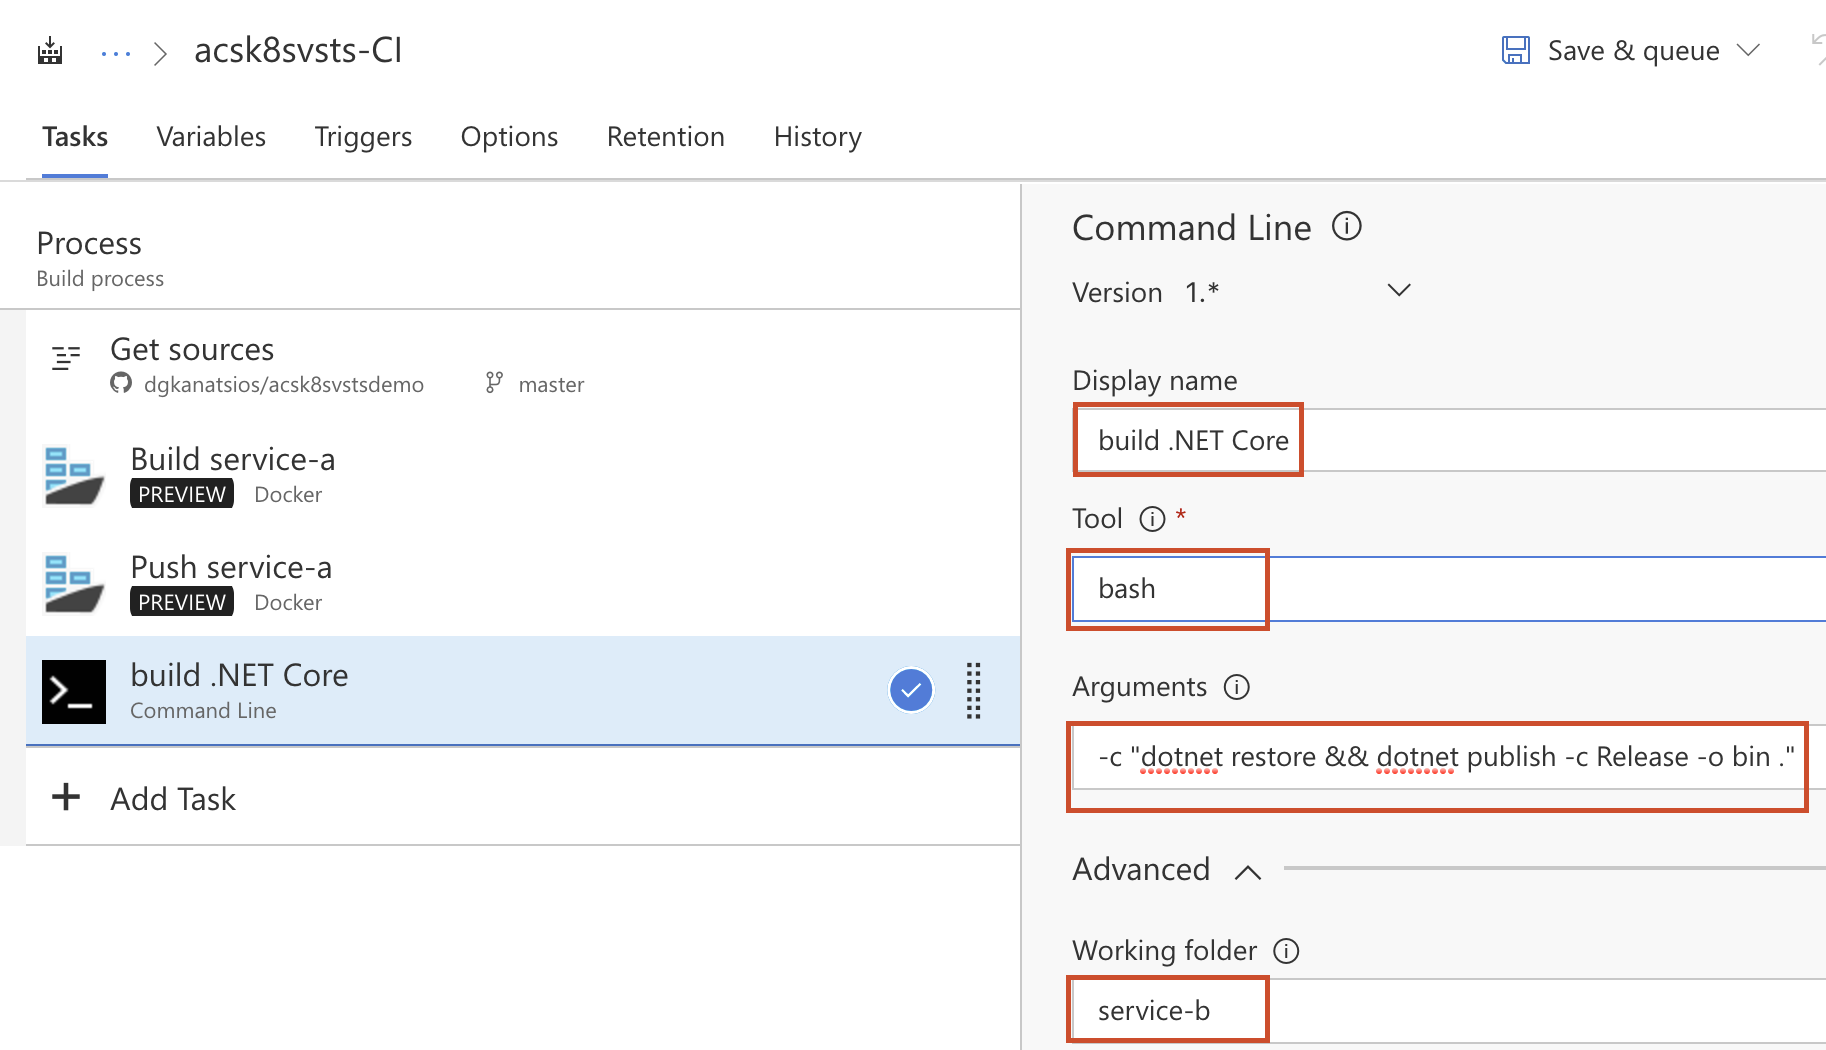 ··· > acsk8svsts-CI
Save & queue
Tasks Variables Triggers Options Retention History
Process
Build process
Get sources
dgkanatsios/acsk8svstsdemo master
Build service-a
PREVIEW Docker
Push service-a
PREVIEW Docker
build .NET Core
Command Line
+ Add Task
Command Line
Version 1.*
Display name
build .NET Core
Tool *
bash
Arguments
-c "dotnet restore && dotnet publish -c Release -o bin ."
Advanced
Working folder
service-b